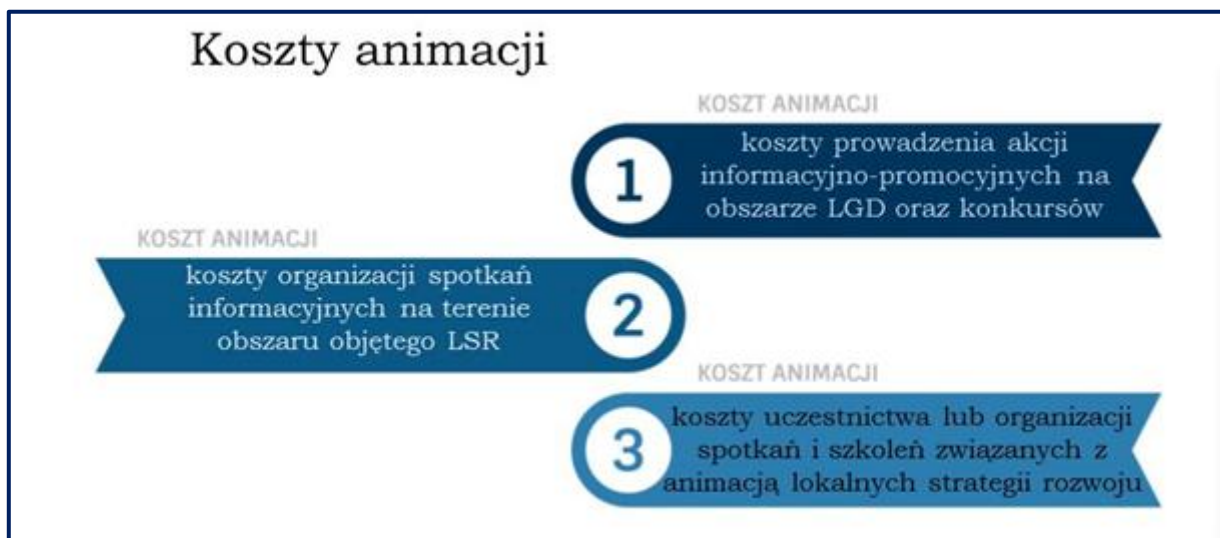 Koszty animacji
KOSZT ANIMACJI
1
koszty prowadzenia akcji
informacyjno-promocyjnych na
obszarze LGD oraz konkursów
KOSZT ANIMACJI
koszty organizacji spotkań
informacyjnych na terenie
obszaru objętego LSR
2
KOSZT ANIMACJI
3
koszty uczestnictwa lub organizacji
spotkań i szkoleń związanych z
animacją lokalnych strategii rozwoju